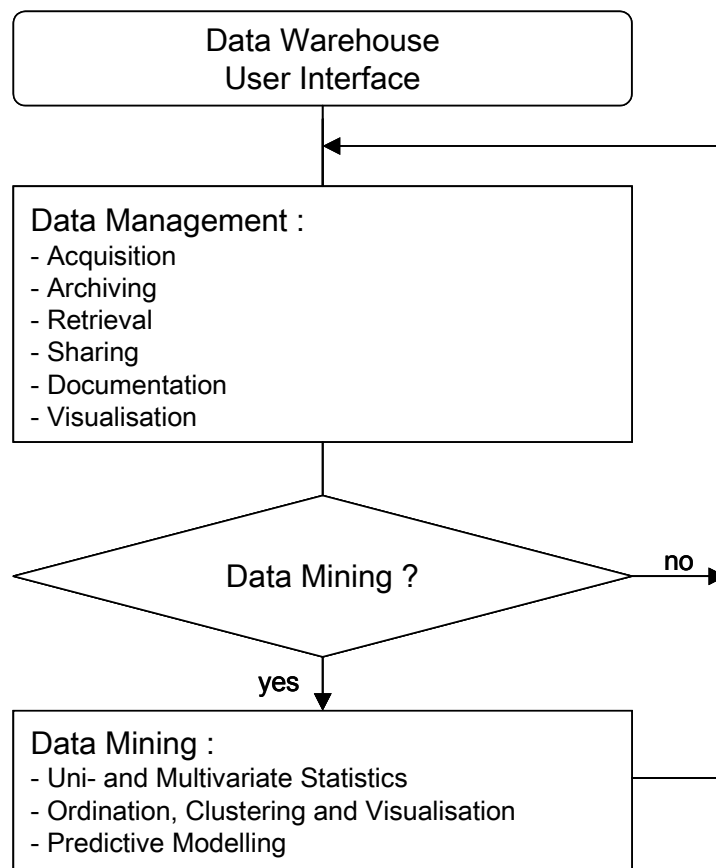 Data Warehouse
User Interface
Data Management :
- Acquisition
- Archiving
- Retrieval
- Sharing
- Documentation
- Visualisation
Data Mining ?
no
yes
Data Mining :
- Uni- and Multivariate Statistics
- Ordination, Clustering and Visualisation
- Predictive Modelling